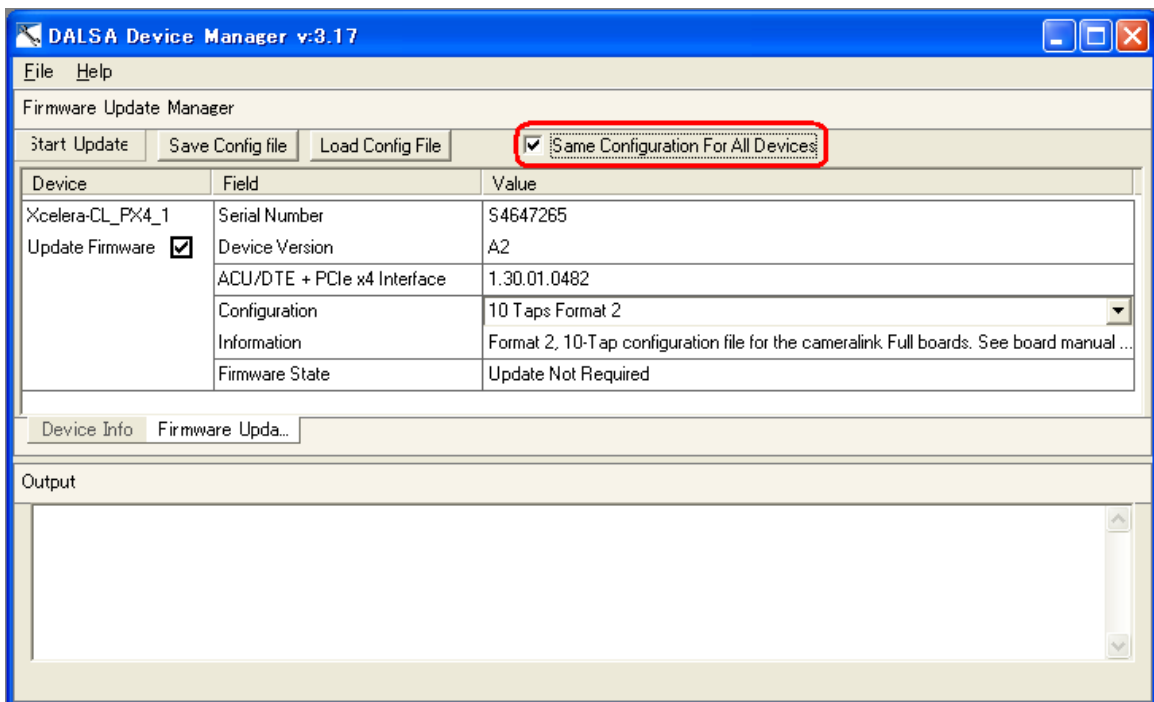 DALSA Device Manager v:3.17
File Help
Firmware Update Manager
Start Update Save Config file Load Config File Same Configuration For All Devices
Device Field Value
Xcelera-CL_PX4_1 Serial Number S4647265
Update Firmware Device Version A2
ACU/DTE + PCIe x4 Interface 1.30.01.0482
Configuration 10 Taps Format 2
Information Format 2, 10-Tap configuration file for the cameralink Full boards. See board manual ...
Firmware State Update Not Required
Device Info Firmware Upda...
Output